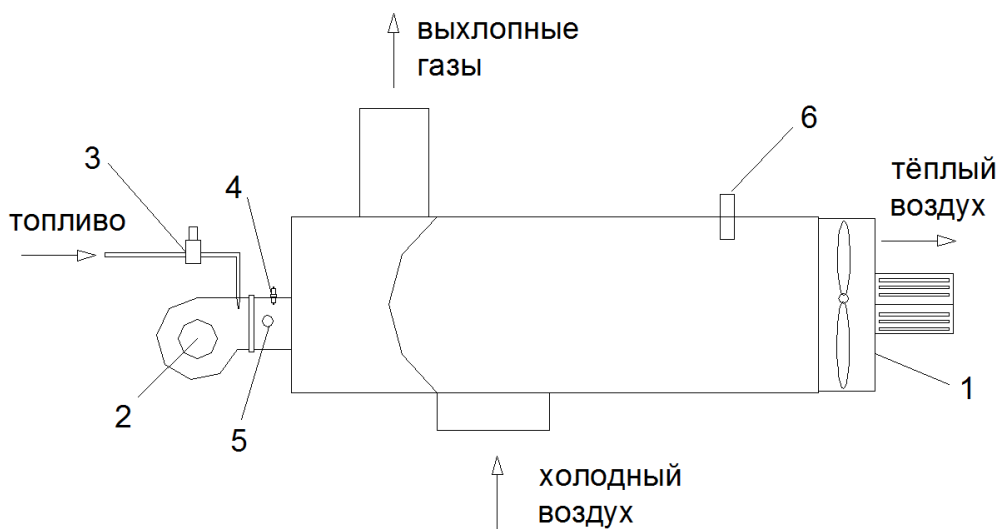 выхлопные
газы
6
3
4
тёплый
воздух
топливо
2
5
1
холодный
воздух